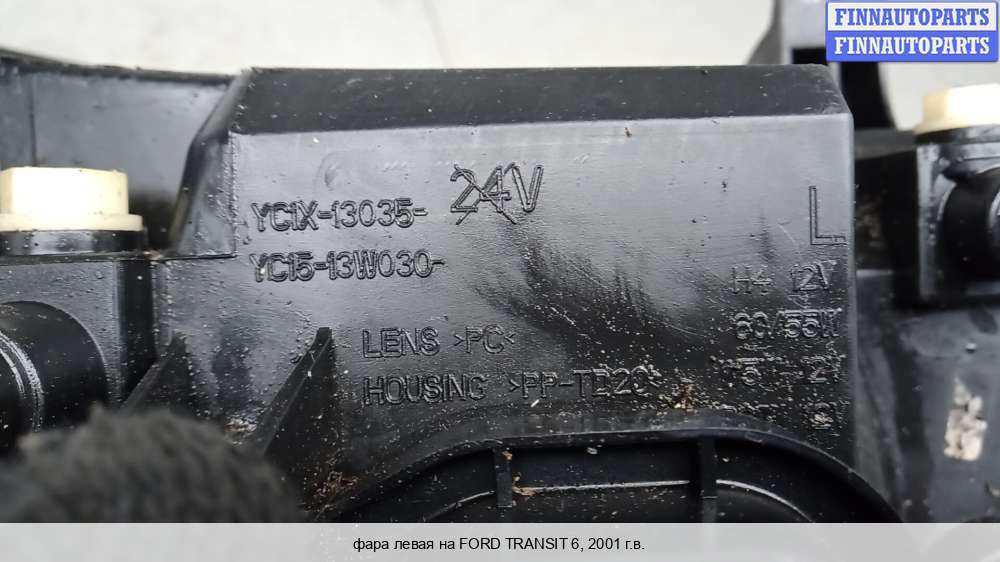 FINNAUTOPARTS
FINNAUTOPARTS
24V
YC1X-13035-
L
YC15-13W030-
H4 12V
60/55W
LENS >PC<
HOUSING >PP-TD20<
фара левая на FORD TRANSIT 6, 2001 г.в.